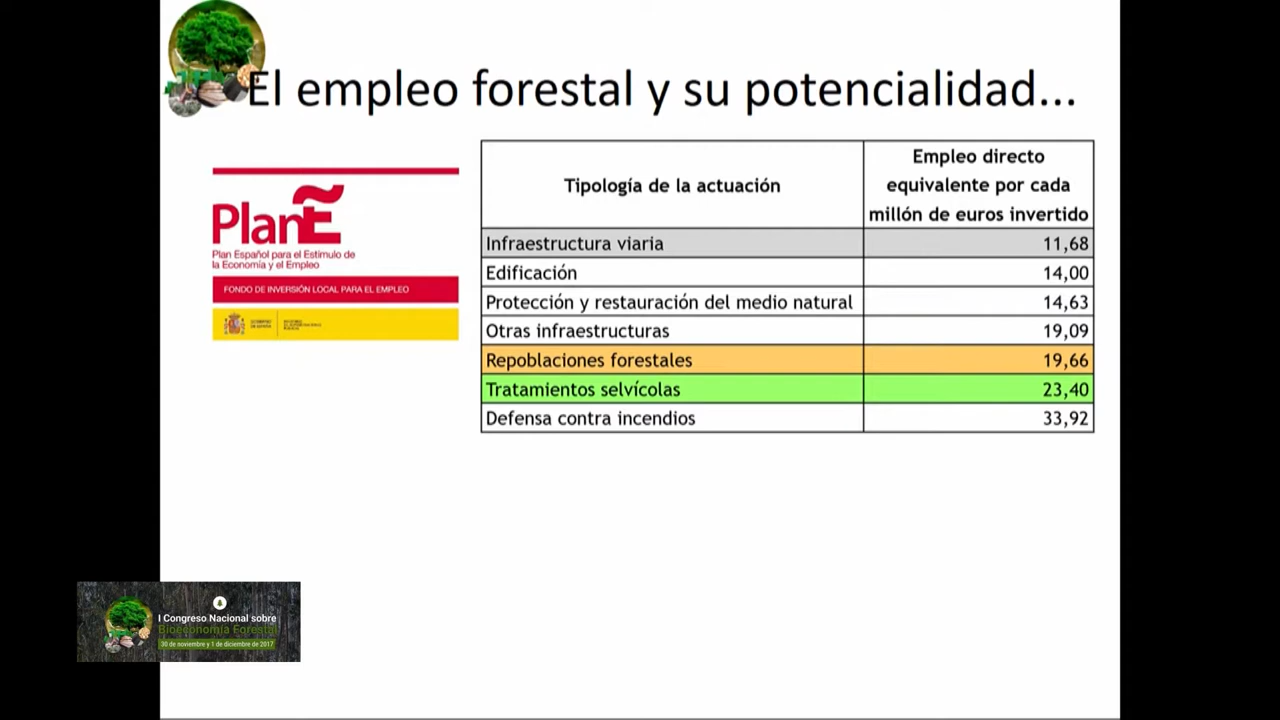 El empleo forestal y su potencialidad...
PlanE
Plan Español para el Estímulo de
la Economía y el Empleo
FONDO DE INVERSIÓN LOCAL PARA EL EMPLEO
Tipología de la actuación
Empleo directo
equivalente por cada
millón de euros invertido
Infraestructura viaria 11,68
Edificación 14,00
Protección y restauración del medio natural 14,63
Otras infraestructuras 19,09
Repoblaciones forestales 19,66
Tratamientos selvícolas 23,40
Defensa contra incendios 33,92
I Congreso Nacional sobre
Bioeconomía Forestal
30 de noviembre y 1 de diciembre de 2017